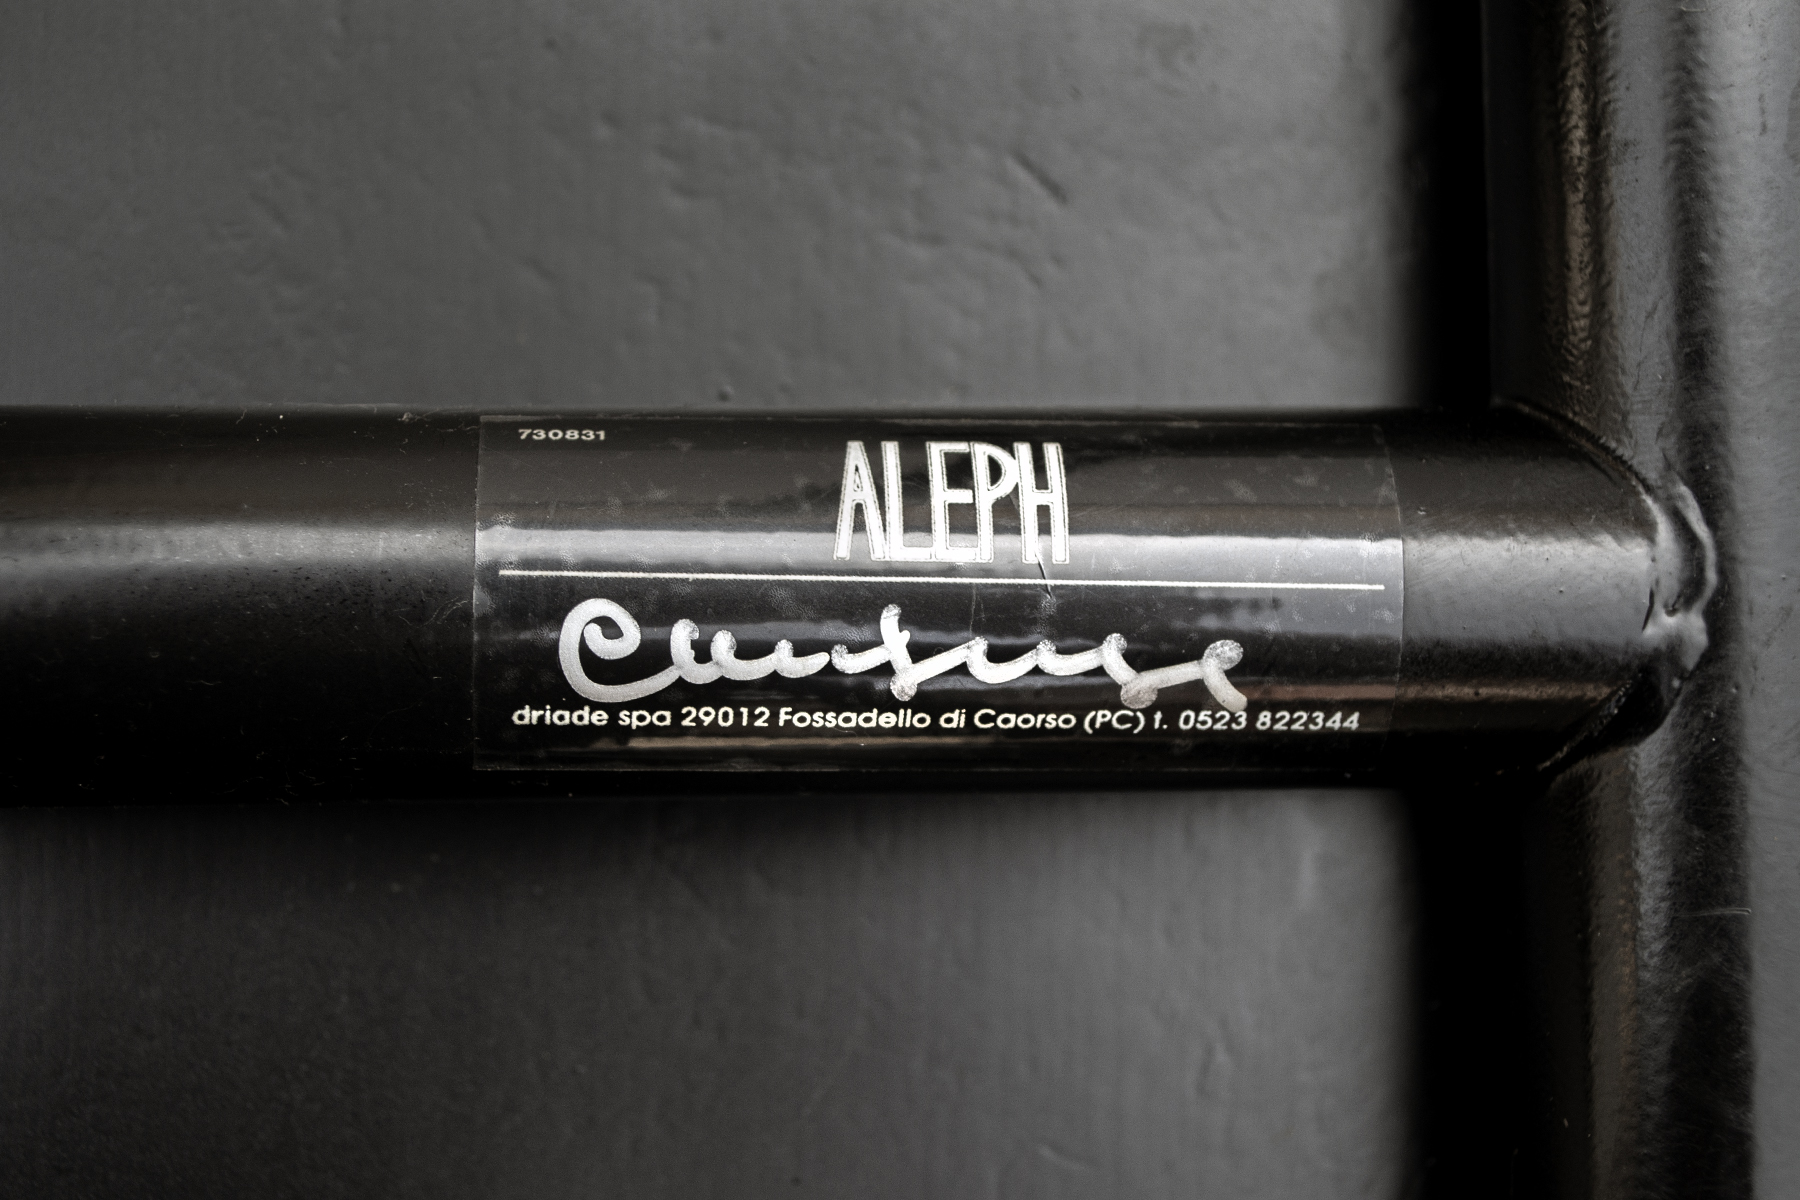 730831
ALEPH
driade spa 29012 Fossadello di Caorso (PC) t. 0523 822344